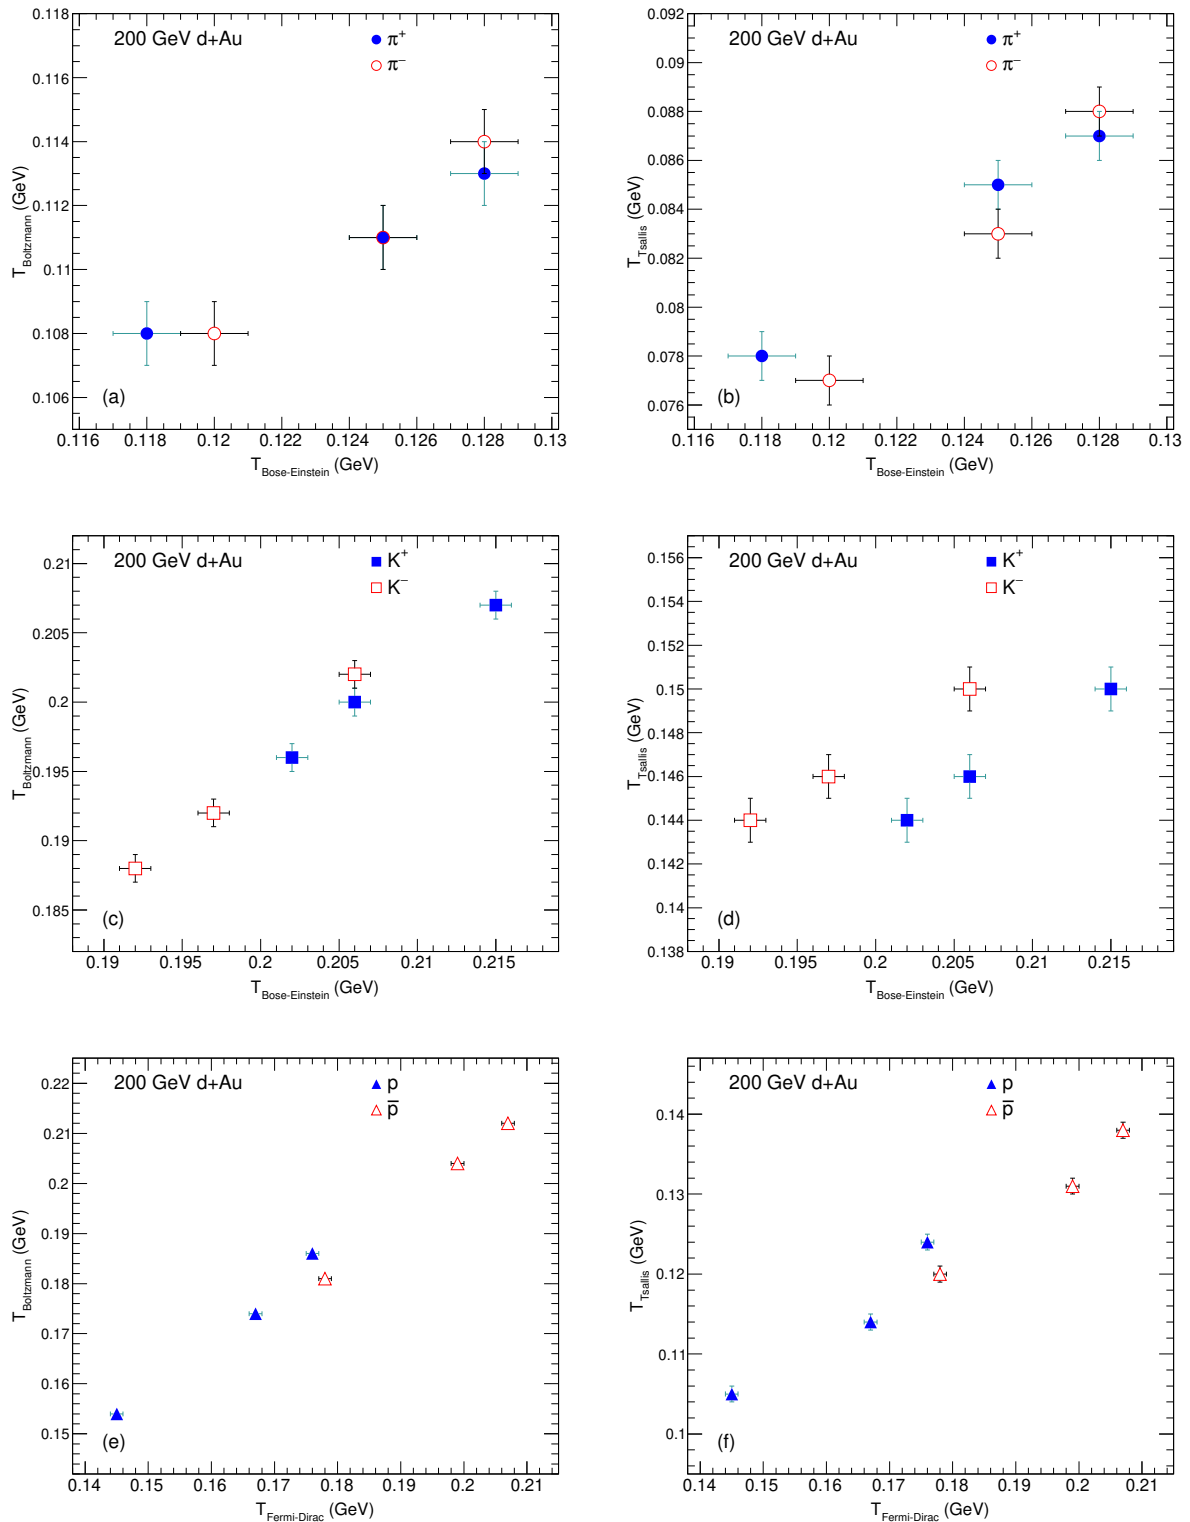 0.118
0.116
0.114
0.112
0.11
0.108
0.106
T_Boltzmann (GeV)
200 GeV d+Au
π⁺
π⁻
(a)
0.116 0.118 0.12 0.122 0.124 0.126 0.128 0.13
T_Bose-Einstein (GeV)
0.092
0.09
0.088
0.086
0.084
0.082
0.08
0.078
0.076
T_Tsallis (GeV)
200 GeV d+Au
π⁺
π⁻
(b)
0.116 0.118 0.12 0.122 0.124 0.126 0.128 0.13
T_Bose-Einstein (GeV)
0.21
0.205
0.2
0.195
0.19
0.185
T_Boltzmann (GeV)
200 GeV d+Au
K⁺
K⁻
(c)
0.19 0.195 0.2 0.205 0.21 0.215
T_Bose-Einstein (GeV)
0.156
0.154
0.151
0.15
0.148
0.146
0.144
0.142
0.14
0.138
T_Tsallis (GeV)
200 GeV d+Au
K⁺
K⁻
(d)
0.19 0.195 0.2 0.205 0.21 0.215
T_Bose-Einstein (GeV)
0.22
0.21
0.2
0.19
0.18
0.17
0.16
0.15
T_Boltzmann (GeV)
200 GeV d+Au
p
p̅
(e)
0.14 0.15 0.16 0.17 0.18 0.19 0.2 0.21
T_Fermi-Dirac (GeV)
0.14
0.13
0.12
0.11
0.1
T_Tsallis (GeV)
200 GeV d+Au
p
p̅
(f)
0.14 0.15 0.16 0.17 0.18 0.19 0.2 0.21
T_Fermi-Dirac (GeV)